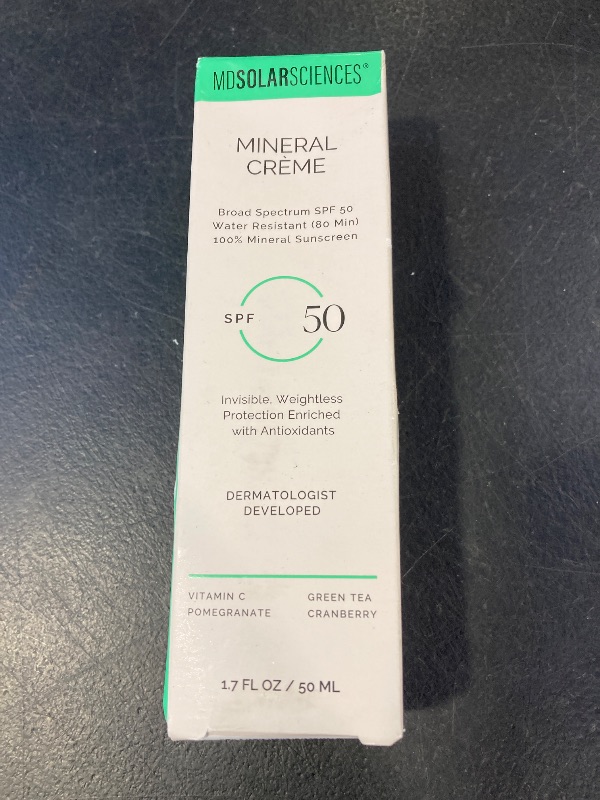 MDSOLARSCIENCES®
MINERAL
CRÈME
Broad Spectrum SPF 50
Water Resistant (80 Min)
100% Mineral Sunscreen
SPF 50
Invisible, Weightless
Protection Enriched
with Antioxidants
DERMATOLOGIST
DEVELOPED
VITAMIN C GREEN TEA
POMEGRANATE CRANBERRY
1.7 FL OZ / 50 ML